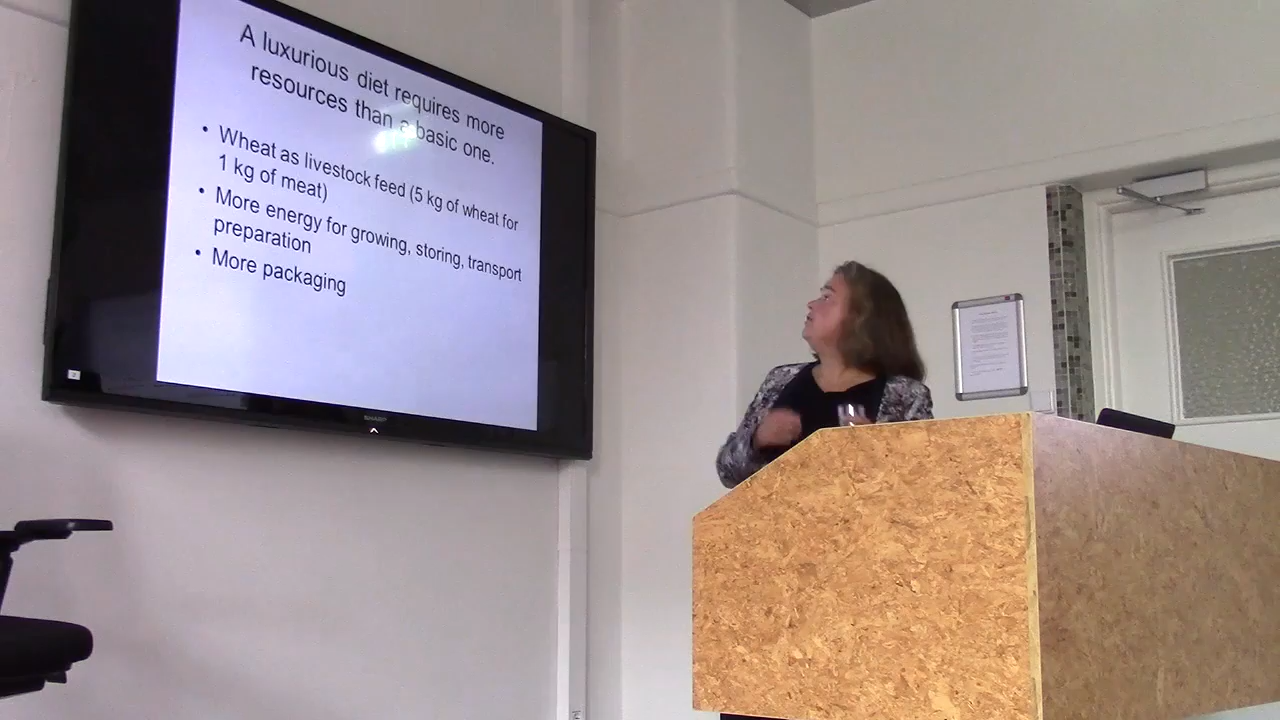 A luxurious diet requires more
resources than a basic one.
• Wheat as livestock feed (5 kg of wheat for
1 kg of meat)
• More energy for growing, storing, transport
preparation
• More packaging
SHARP